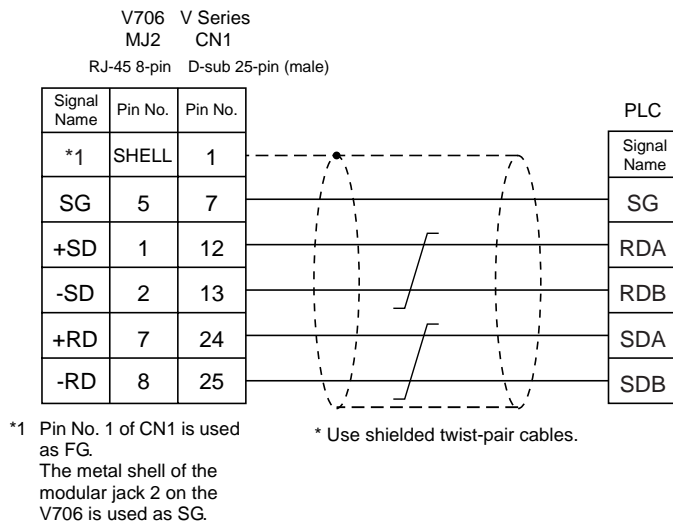 V706 V Series
MJ2 CN1
RJ-45 8-pin D-sub 25-pin (male)
Signal Name Pin No. Pin No.
PLC
Signal Name
*1 SHELL 1
SG 5 7 SG
+SD 1 12 RDA
-SD 2 13 RDB
+RD 7 24 SDA
-RD 8 25 SDB
*1 Pin No. 1 of CN1 is used
as FG.
The metal shell of the
modular jack 2 on the
V706 is used as SG.
* Use shielded twist-pair cables.